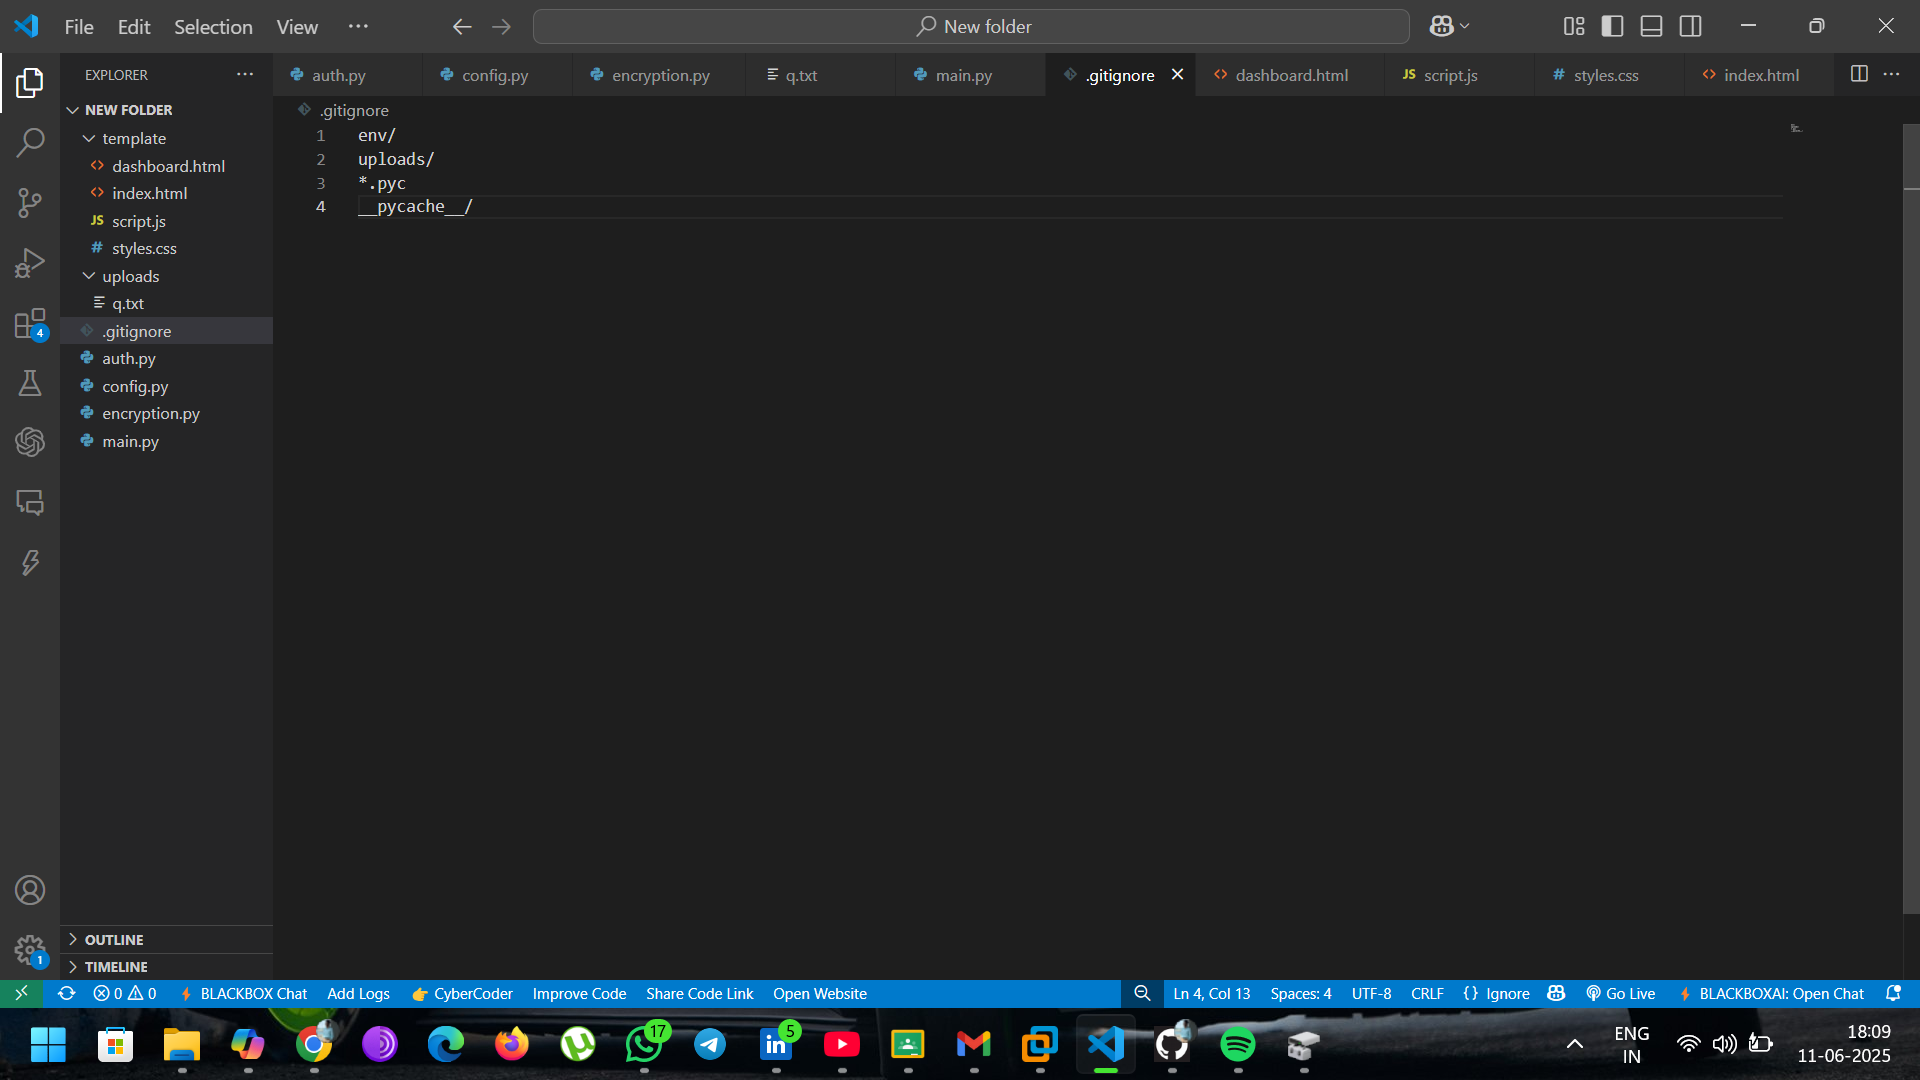 File Edit Selection View ···
New folder
EXPLORER ···
NEW FOLDER
template
dashboard.html
index.html
JS script.js
# styles.css
uploads
q.txt
.gitignore
auth.py
config.py
encryption.py
main.py
OUTLINE
TIMELINE
4
1
auth.py config.py encryption.py q.txt main.py .gitignore dashboard.html JS script.js # styles.css index.html ···
.gitignore
1 env/
2 uploads/
3 *.pyc
4 __pycache__/
0 0 BLACKBOX Chat Add Logs CyberCoder Improve Code Share Code Link Open Website Ln 4, Col 13 Spaces: 4 UTF-8 CRLF {} Ignore Go Live BLACKBOXAI: Open Chat
17 5
ENG
IN
18:09
11-06-2025